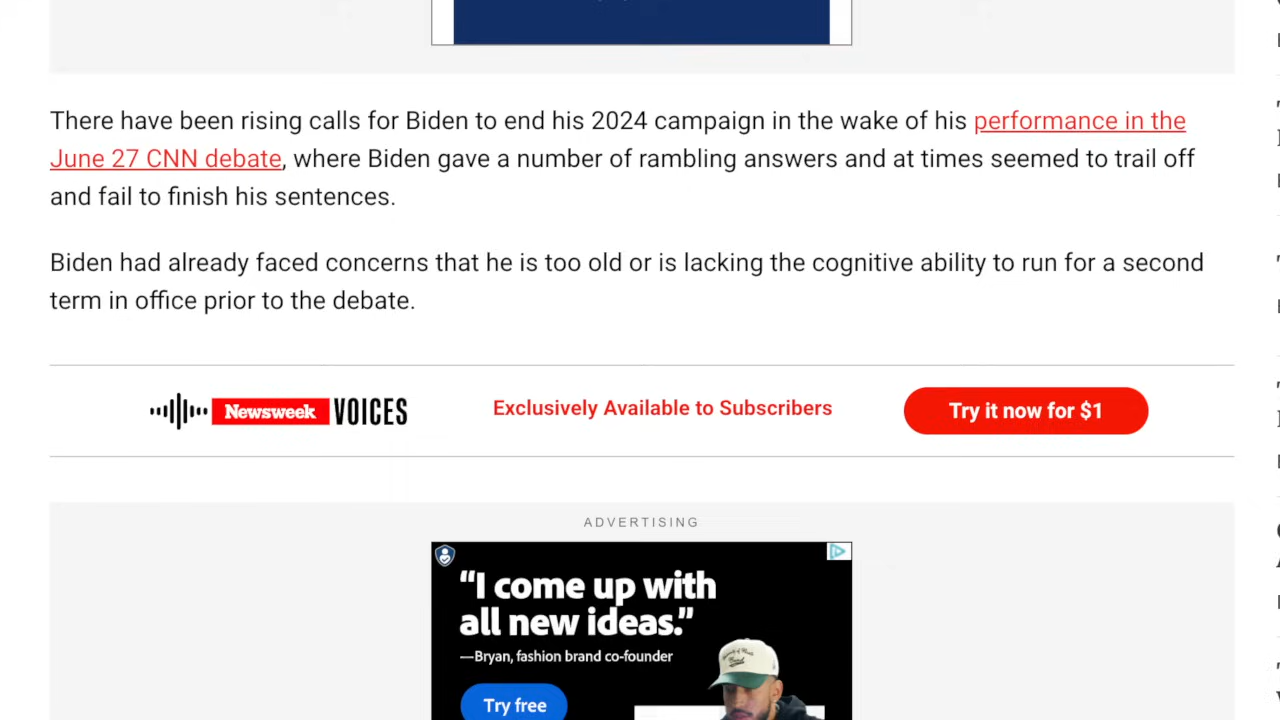 There have been rising calls for Biden to end his 2024 campaign in the wake of his performance in the
June 27 CNN debate, where Biden gave a number of rambling answers and at times seemed to trail off
and fail to finish his sentences.
Biden had already faced concerns that he is too old or is lacking the cognitive ability to run for a second
term in office prior to the debate.
Newsweek VOICES
Exclusively Available to Subscribers
Try it now for $1
ADVERTISING
“I come up with
all new ideas.”
—Bryan, fashion brand co-founder
Try free